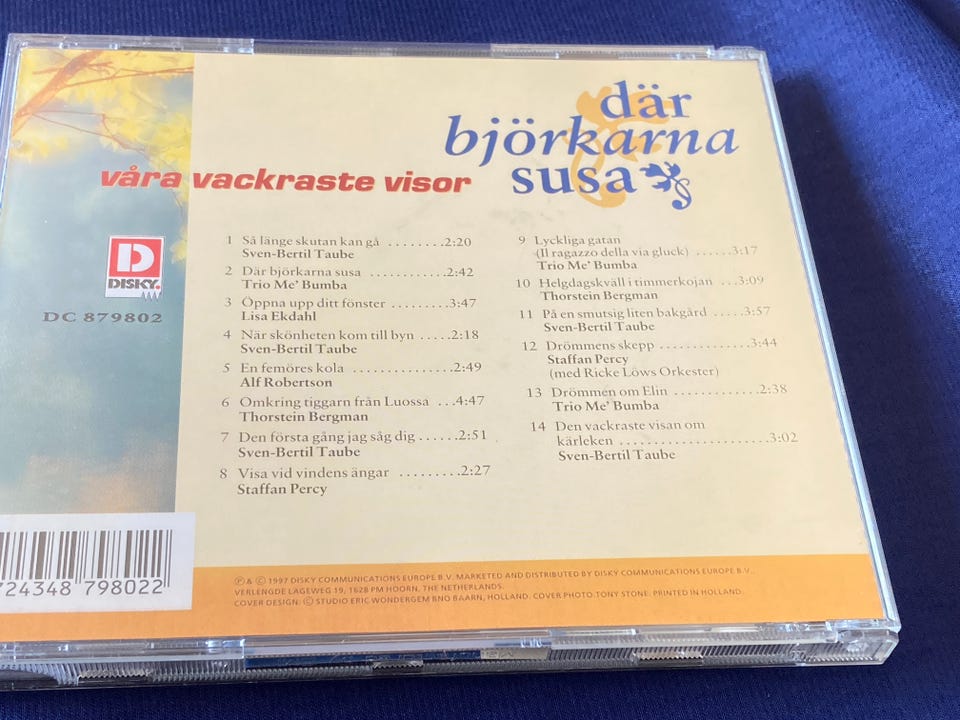 där
björkarna
susa
våra vackraste visor
D
DISKY.
DC 879802
1 Så länge skutan kan gå ........2:20
Sven-Bertil Taube
2 Där björkarna susa ...........2:42
Trio Me' Bumba
3 Öppna upp ditt fönster .........3:47
Lisa Ekdahl
4 När skönheten kom till byn .....2:18
Sven-Bertil Taube
5 En femöres kola ...............2:49
Alf Robertson
6 Omkring tiggarn från Luossa ...4:47
Thorstein Bergman
7 Den första gång jag såg dig ......2:51
Sven-Bertil Taube
8 Visa vid vindens ängar .........2:27
Staffan Percy
9 Lyckliga gatan
(Il ragazzo della via gluck) .....3:17
Trio Me' Bumba
10 Helgdagskväll i timmerkojan ...3:09
Thorstein Bergman
11 På en smutsig liten bakgård .....3:57
Sven-Bertil Taube
12 Drömmens skepp .............3:44
Staffan Percy
(med Ricke Löws Orkester)
13 Drömmen om Elin .............2:38
Trio Me' Bumba
14 Den vackraste visan om
kärleken ......................3:02
Sven-Bertil Taube
724348 798022
℗ & © 1997 DISKY COMMUNICATIONS EUROPE B.V. MARKETED AND DISTRIBUTED BY DISKY COMMUNICATIONS EUROPE B.V.,
VERLENGDE LAGEWEG 19, 1628 PM HOORN, THE NETHERLANDS.
COVER DESIGN: © STUDIO ERIC WONDERGEM BNO BAARN, HOLLAND. COVER PHOTO: TONY STONE. PRINTED IN HOLLAND.